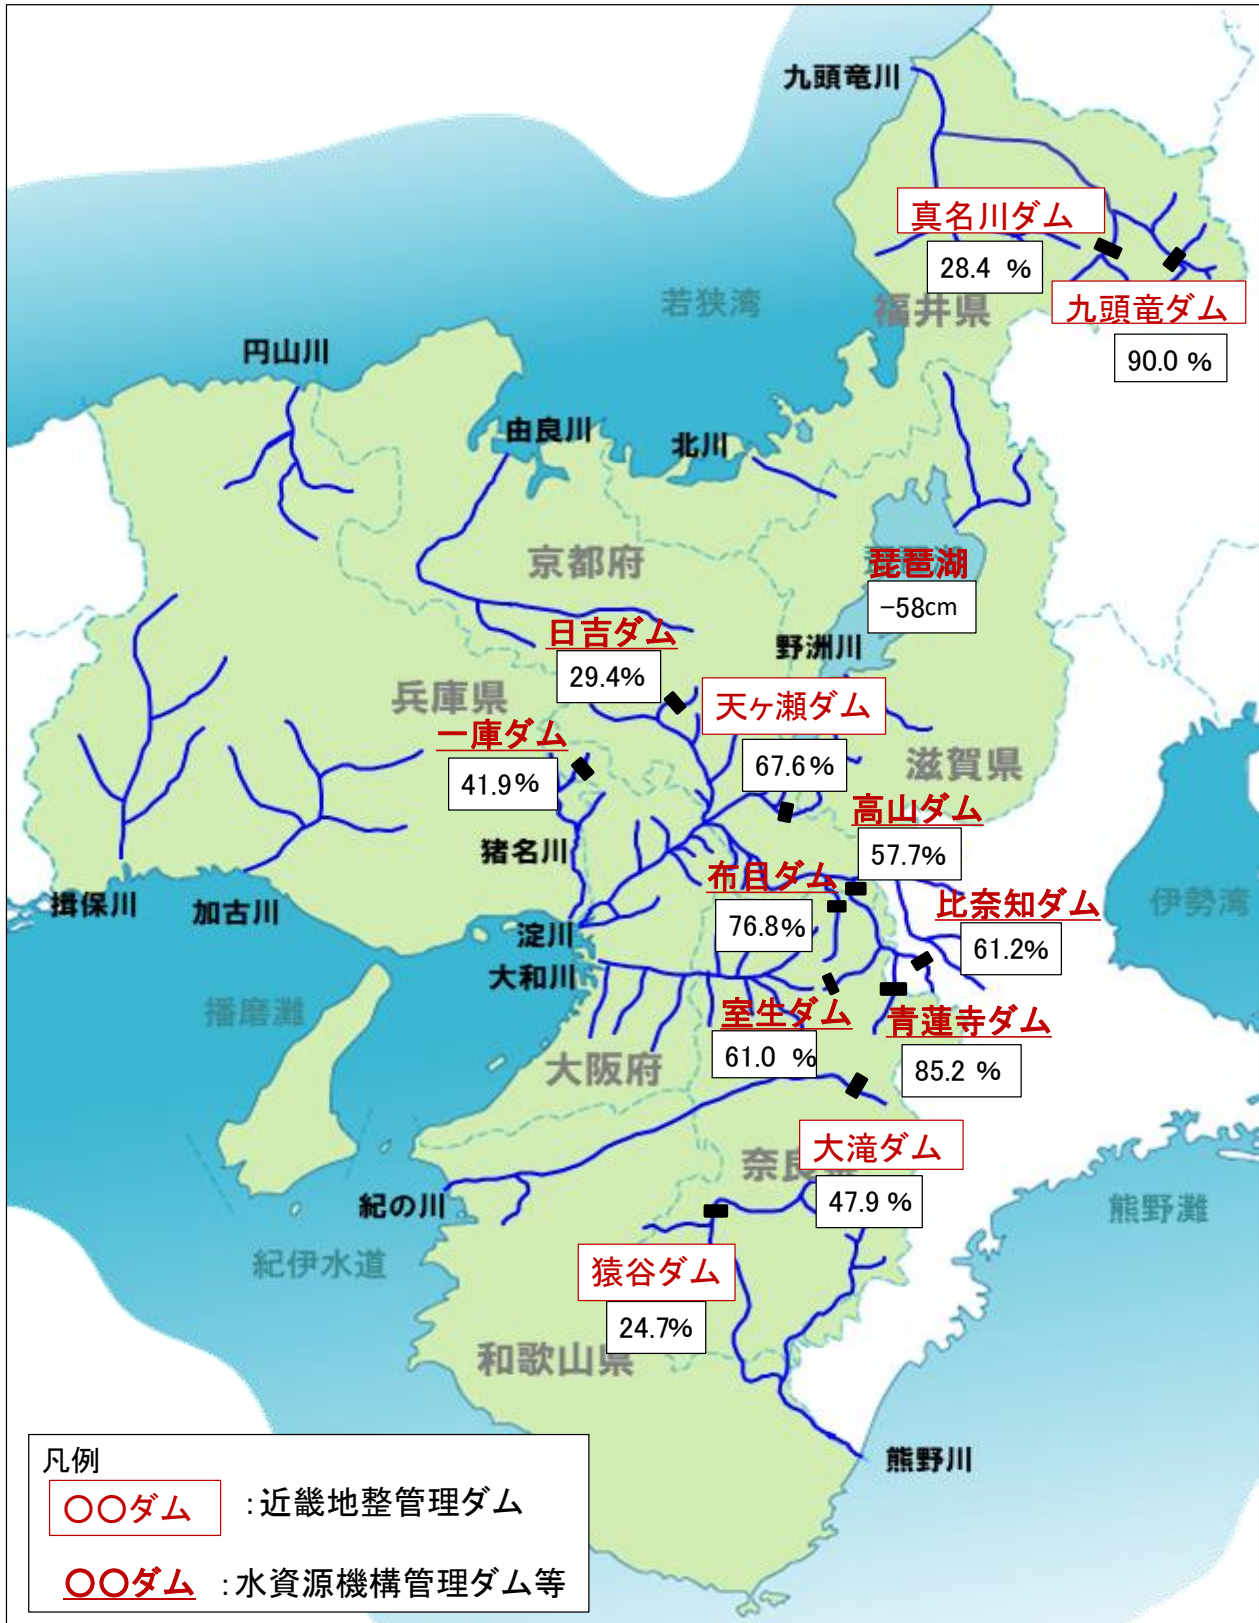 九頭竜川
真名川ダム
28.4 %
若狭湾
福井県
九頭竜ダム
90.0 %
円山川
由良川
北川
京都府
琵琶湖
-58cm
日吉ダム
29.4%
野洲川
兵庫県
天ヶ瀬ダム
67.6%
一庫ダム
41.9%
滋賀県
高山ダム
57.7%
猪名川
布目ダム
76.8%
比奈知ダム
61.2%
伊勢湾
揖保川
加古川
淀川
大和川
播磨灘
室生ダム
61.0 %
青蓮寺ダム
85.2 %
大阪府
大滝ダム
奈良県
47.9 %
紀の川
熊野灘
紀伊水道
猿谷ダム
24.7%
和歌山県
熊野川
凡例
〇〇ダム :近畿地整管理ダム
〇〇ダム :水資源機構管理ダム等